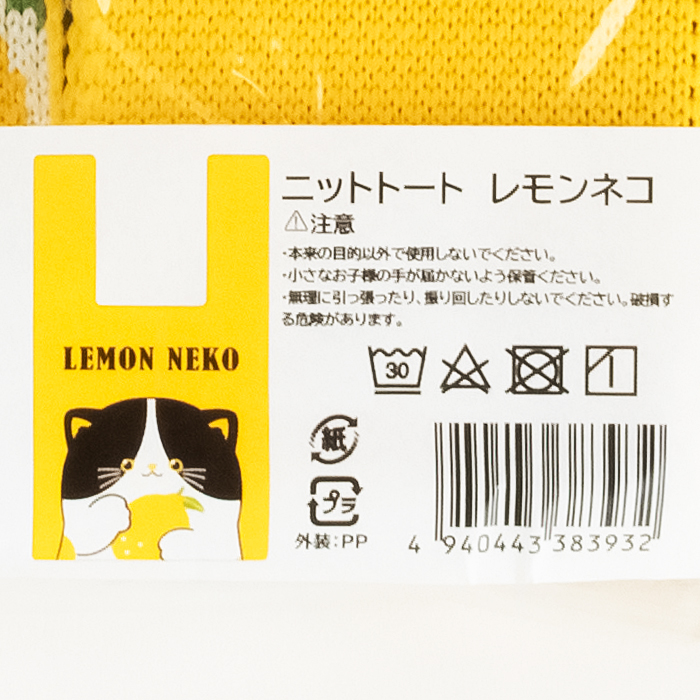 ニットトート レモンネコ
⚠注意
・本来の目的以外で使用しないでください。
・小さなお子様の手が届かないよう保管ください。
・無理に引っ張ったり、振り回したりしないでください。破損す
る危険があります。
LEMON NEKO
30
紙
プラ
外装：PP
4 940443 383932